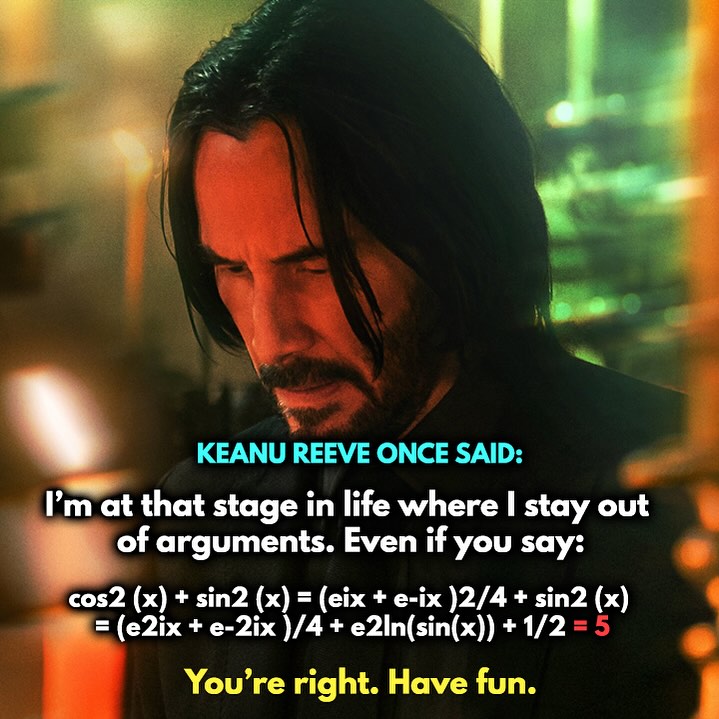 KEANU REEVE ONCE SAID:
I'm at that stage in life where I stay out
of arguments. Even if you say:
cos2 (x) + sin2 (x) = (eix + e-ix )2/4 + sin2 (x)
= (e2ix + e-2ix )/4 + e2ln(sin(x)) + 1/2 = 5
You're right. Have fun.